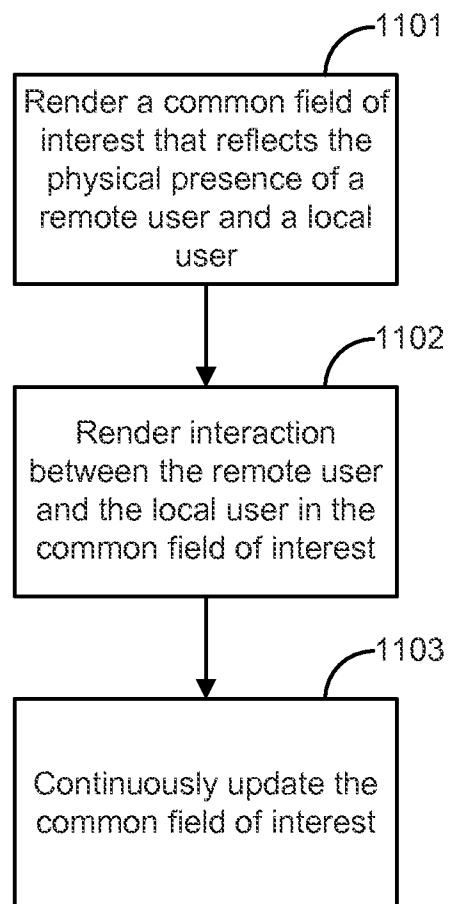 1101
Render a common field of
interest that reflects the
physical presence of a
remote user and a local
user
1102
Render interaction
between the remote user
and the local user in the
common field of interest
1103
Continuously update the
common field of interest